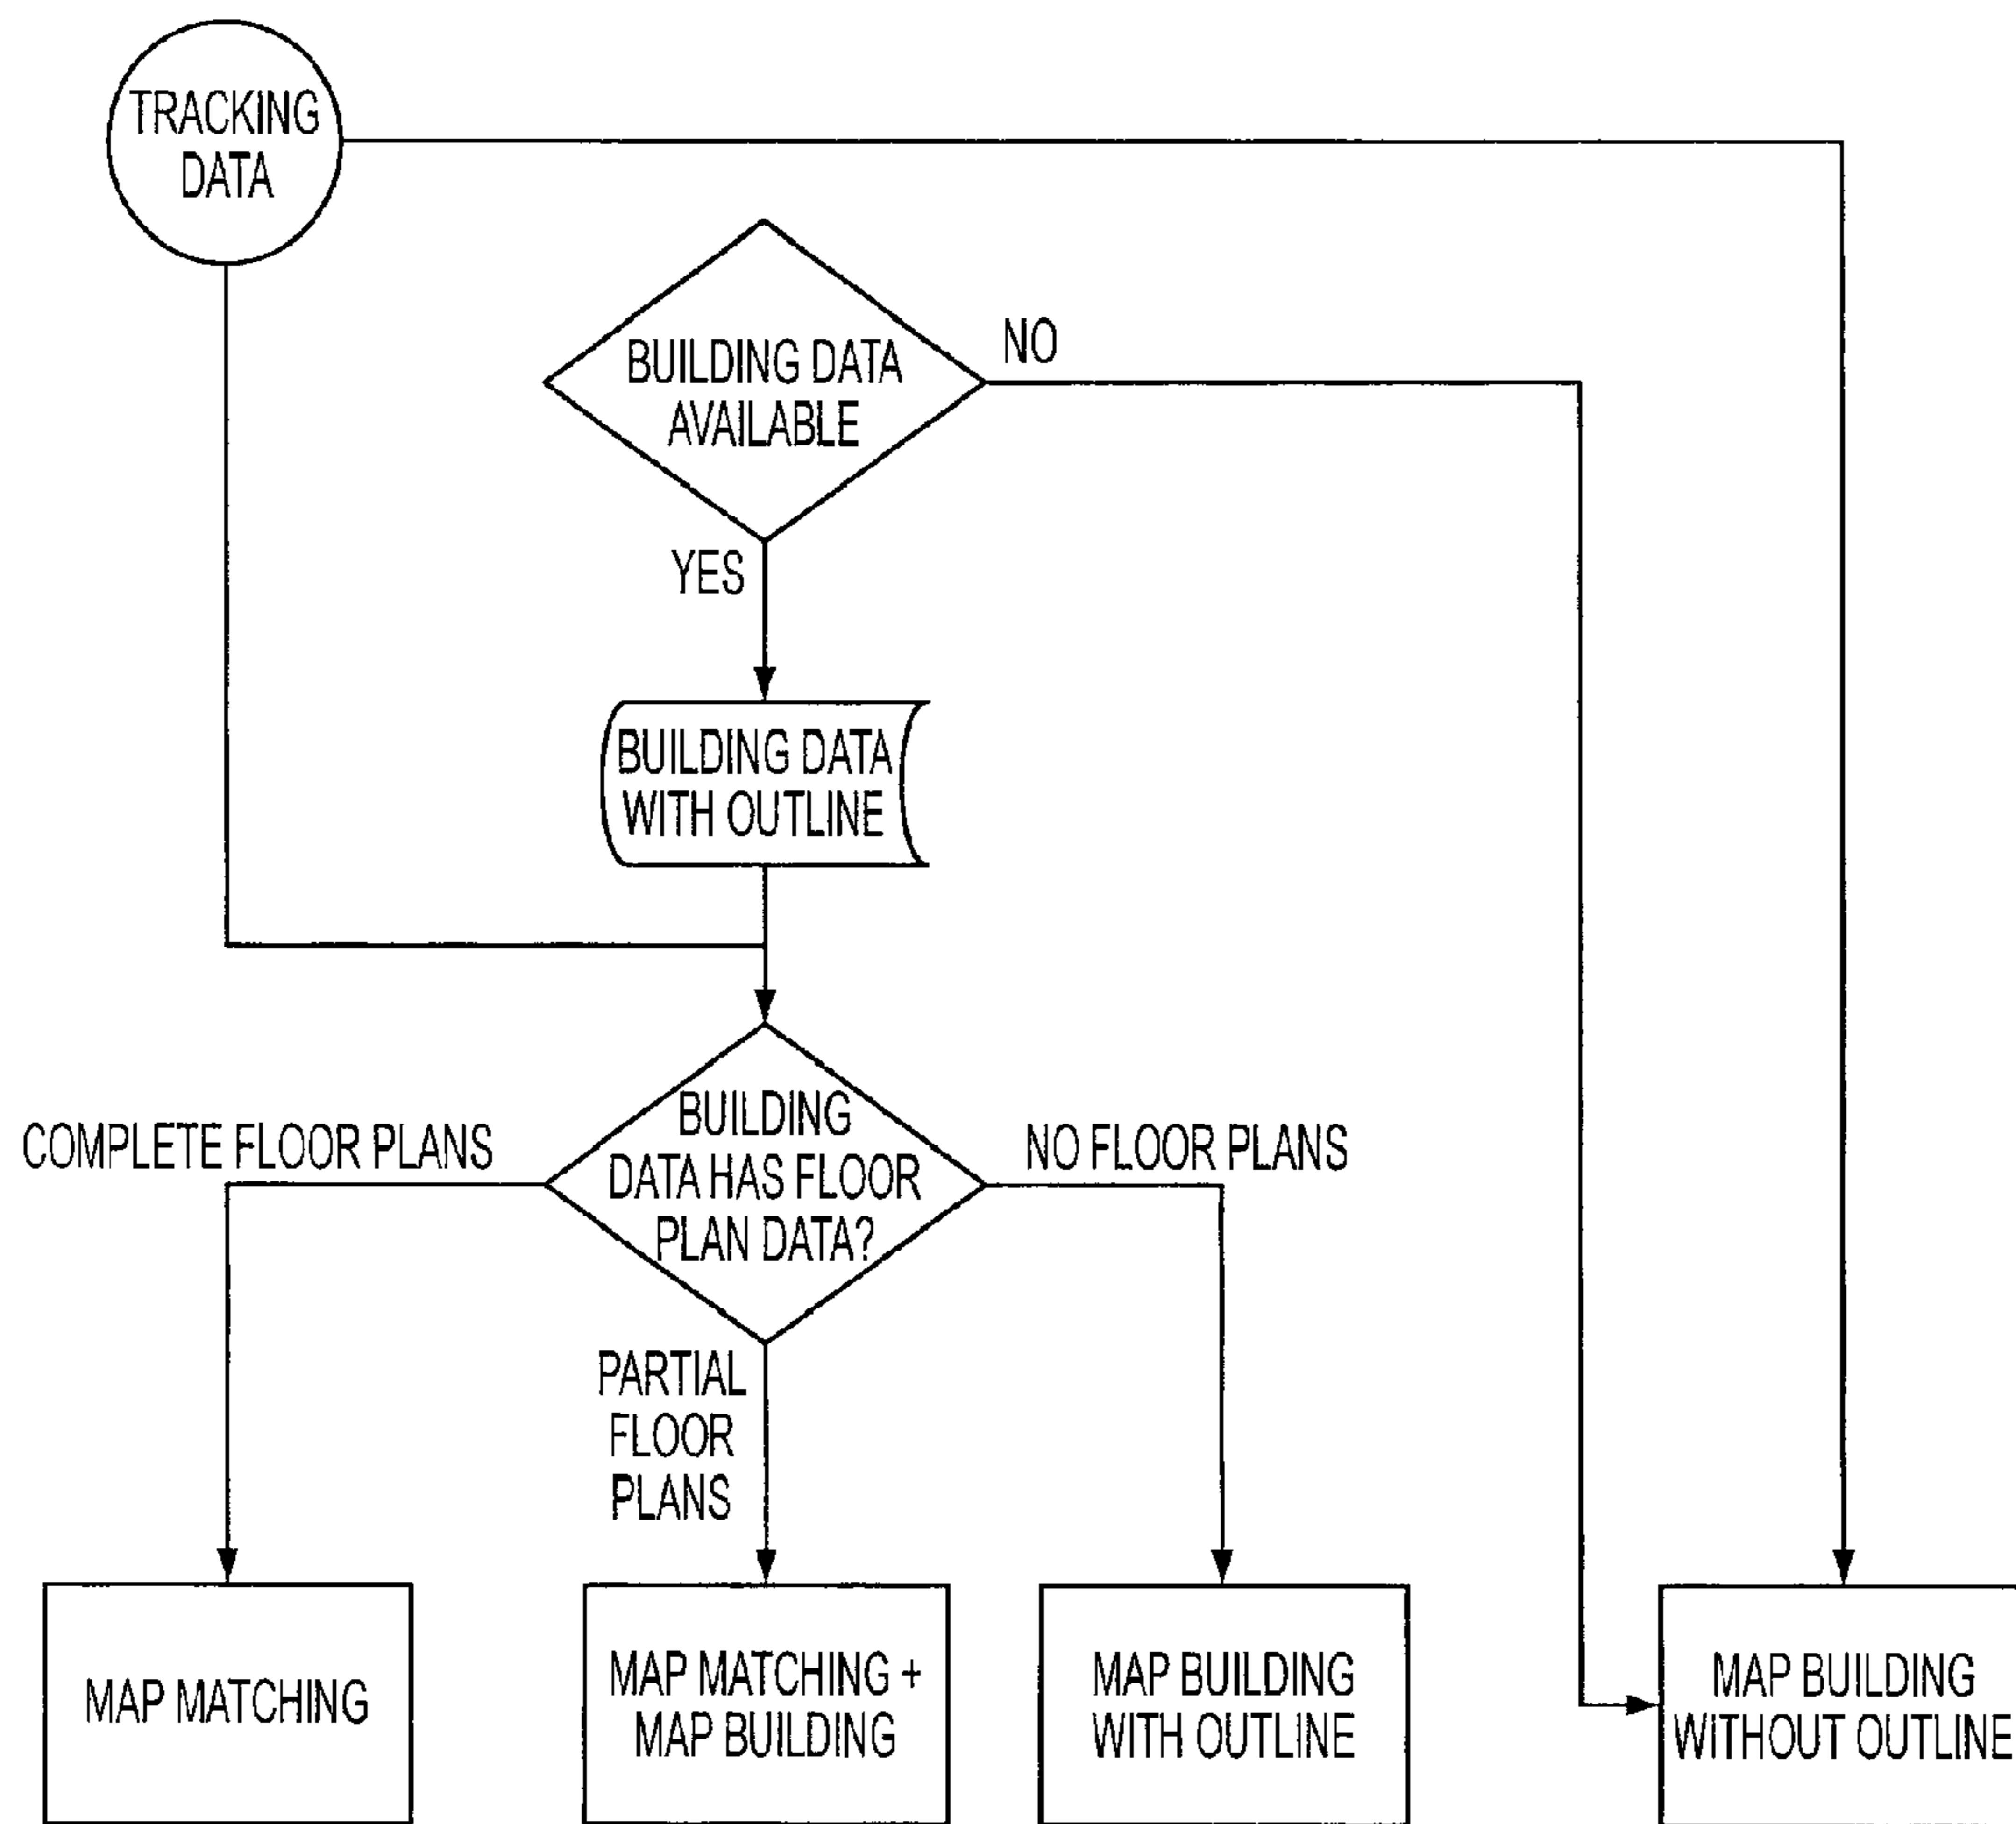 TRACKING
DATA
BUILDING DATA
AVAILABLE
NO
YES
BUILDING DATA
WITH OUTLINE
BUILDING
DATA HAS FLOOR
PLAN DATA?
COMPLETE FLOOR PLANS
NO FLOOR PLANS
PARTIAL
FLOOR
PLANS
MAP MATCHING
MAP MATCHING +
MAP BUILDING
MAP BUILDING
WITH OUTLINE
MAP BUILDING
WITHOUT OUTLINE